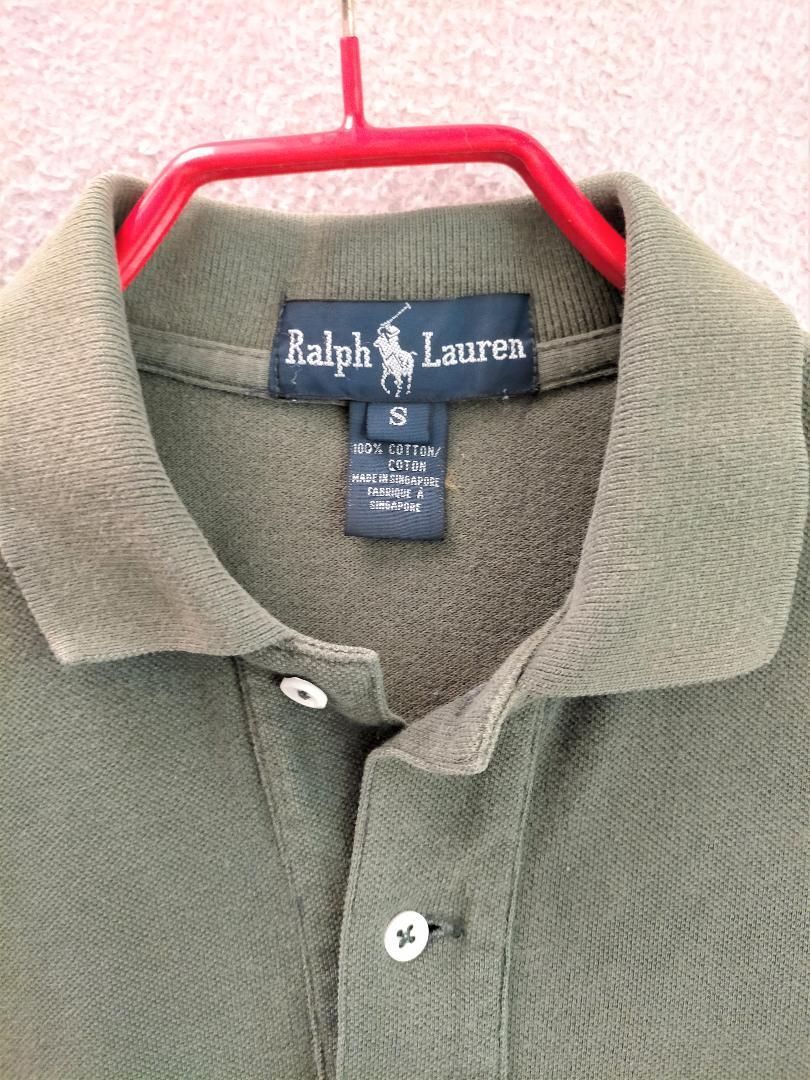 Ralph Lauren
S
100% COTTON/
COTON
MADE IN SINGAPORE
FABRIQUE A
SINGAPORE